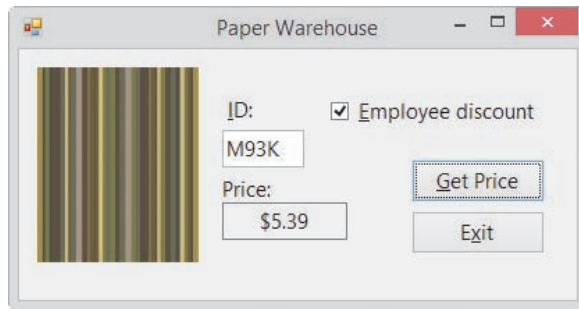 Paper Warehouse
ID:
Employee discount
M93K
Price:
$5.39
Get Price
Exit